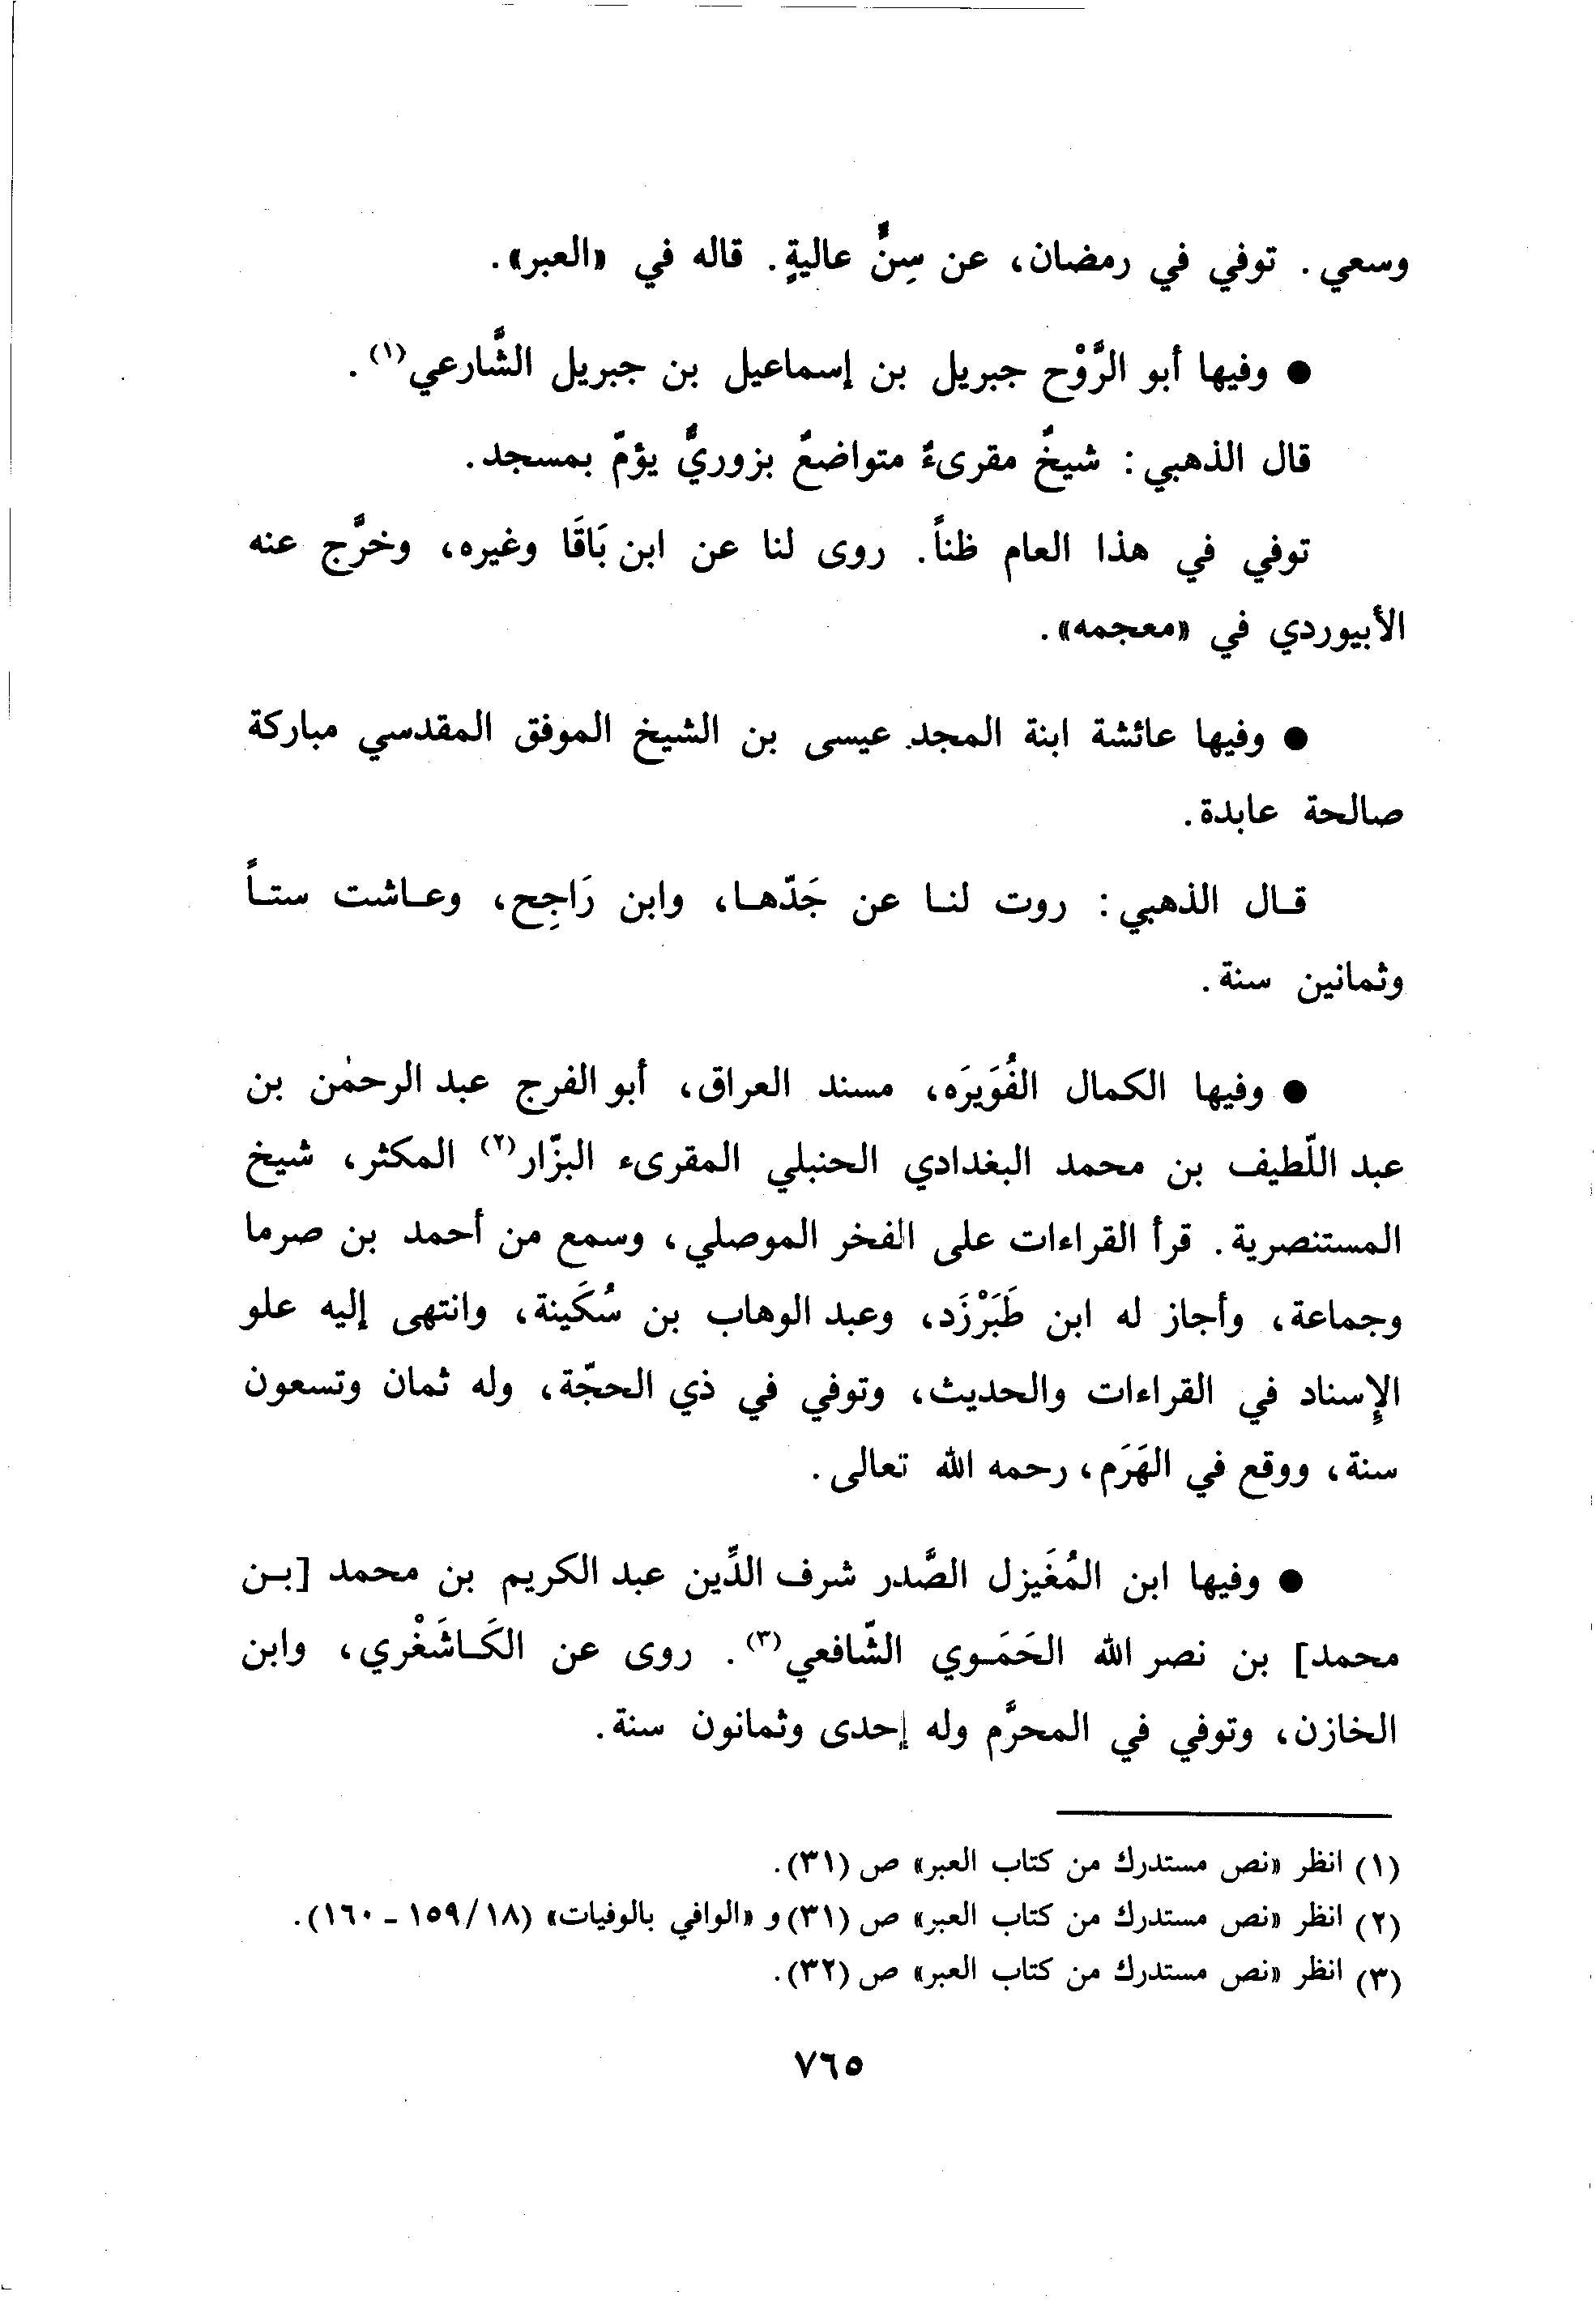 وسعي. توفي في رمضان، عن سِنٍّ عاليةٍ. قاله في «العبر».
● وفيها أبو الرَّوْح جبريل بن إسماعيل بن جبريل الشَّارعي(١).
قال الذهبي: شيخٌ مقرىءٌ متواضعٌ بزوريٌّ يؤمّ بمسجد.
توفي في هذا العام ظناً. روى لنا عن ابن بَاقَا وغيره، وخرَّج عنه
الأبيوردي في «معجمه».
● وفيها عائشة ابنة المجد عيسى بن الشيخ الموفق المقدسي مباركة
صالحة عابدة.
قال الذهبي: روت لنا عن جَدّها، وابن رَاجِح، وعاشت ستاً
وثمانين سنة.
● وفيها الكمال الفُوَيرَه، مسند العراق، أبو الفرج عبد الرحمٰن بن
عبد اللّطيف بن محمد البغدادي الحنبلي المقرىء البزّار(٢) المكثر، شيخ
المستنصرية. قرأ القراءات على الفخر الموصلي، وسمع من أحمد بن صرما
وجماعة، وأجاز له ابن طَبَرْزَد، وعبد الوهاب بن سُكَينة، وانتهى إليه علو
الإِسناد في القراءات والحديث، وتوفي في ذي الحجّة، وله ثمان وتسعون
سنة، ووقع في الهَرَم، رحمه الله تعالى.
● وفيها ابن المُغَيزل الصَّدر شرف الدِّين عبد الكريم بن محمد [بن
محمد] بن نصر الله الحَمَوي الشّافعي(٣). روى عن الكَاشَغْري، وابن
الخازن، وتوفي في المحرَّم وله إحدى وثمانون سنة.
(١) انظر «نص مستدرك من كتاب العبر» ص (٣١).
(٢) انظر «نص مستدرك من كتاب العبر» ص (٣١) و «الوافي بالوفيات» (١٨/ ١٥٩ - ١٦٠).
(٣) انظر «نص مستدرك من كتاب العبر» ص (٣٢).
٧٦٥